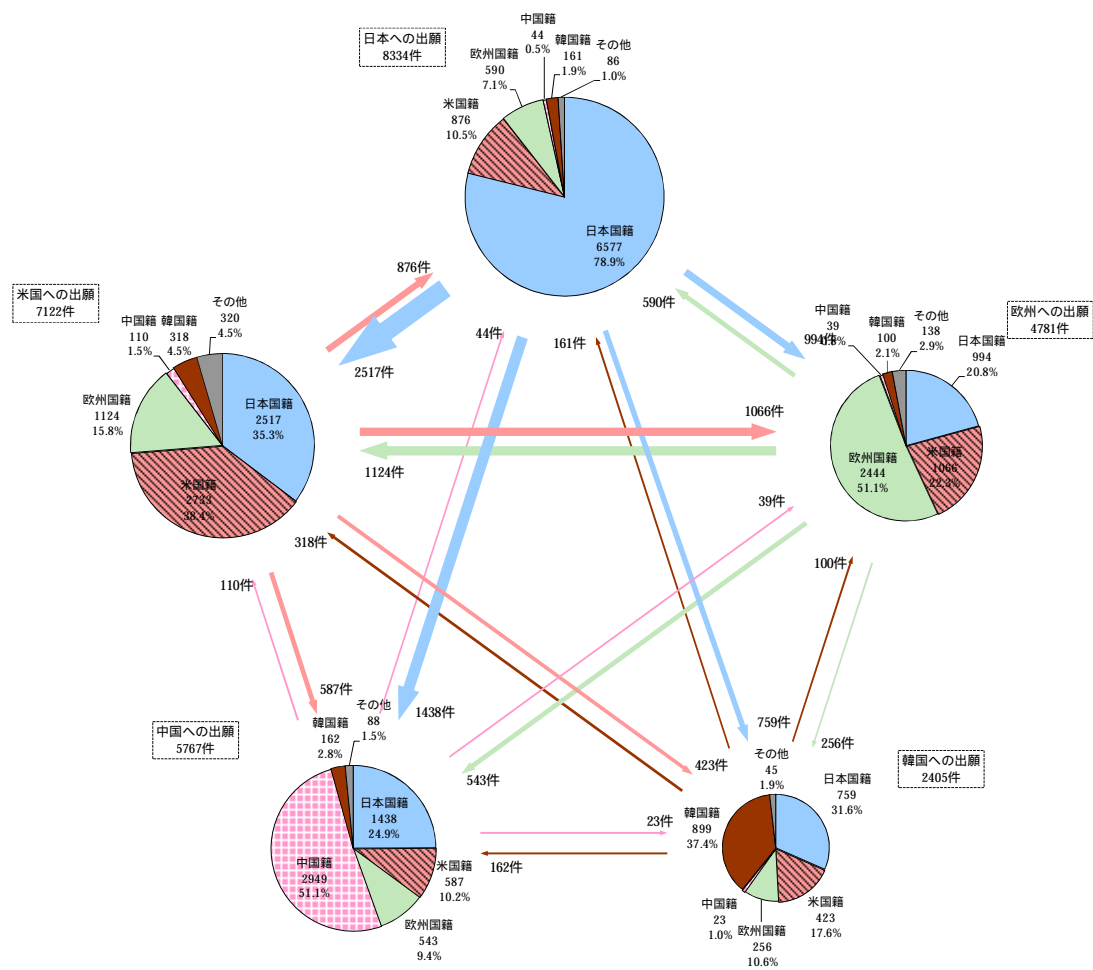 日本への出願
8334件
中国籍
44
0.5%
欧州国籍
590
7.1%
韓国籍
161
1.9%
その他
86
1.0%
米国籍
876
10.5%
日本国籍
6577
78.9%
876件
2517件
590件
994件
44件
161件
米国への出願
7122件
中国籍
110
1.5%
韓国籍
318
4.5%
その他
320
4.5%
欧州国籍
1124
15.8%
日本国籍
2517
35.3%
米国籍
2733
38.4%
欧州への出願
4781件
中国籍
39
0.8%
韓国籍
100
2.1%
その他
138
2.9%
日本国籍
994
20.8%
欧州国籍
2444
51.1%
米国籍
1066
22.3%
1066件
1124件
39件
318件
110件
100件
587件
1438件
759件
256件
423件
543件
23件
162件
中国への出願
5767件
韓国籍
162
2.8%
その他
88
1.5%
日本国籍
1438
24.9%
中国籍
2949
51.1%
米国籍
587
10.2%
欧州国籍
543
9.4%
韓国への出願
2405件
その他
45
1.9%
日本国籍
759
31.6%
韓国籍
899
37.4%
中国籍
23
1.0%
欧州国籍
256
10.6%
米国籍
423
17.6%